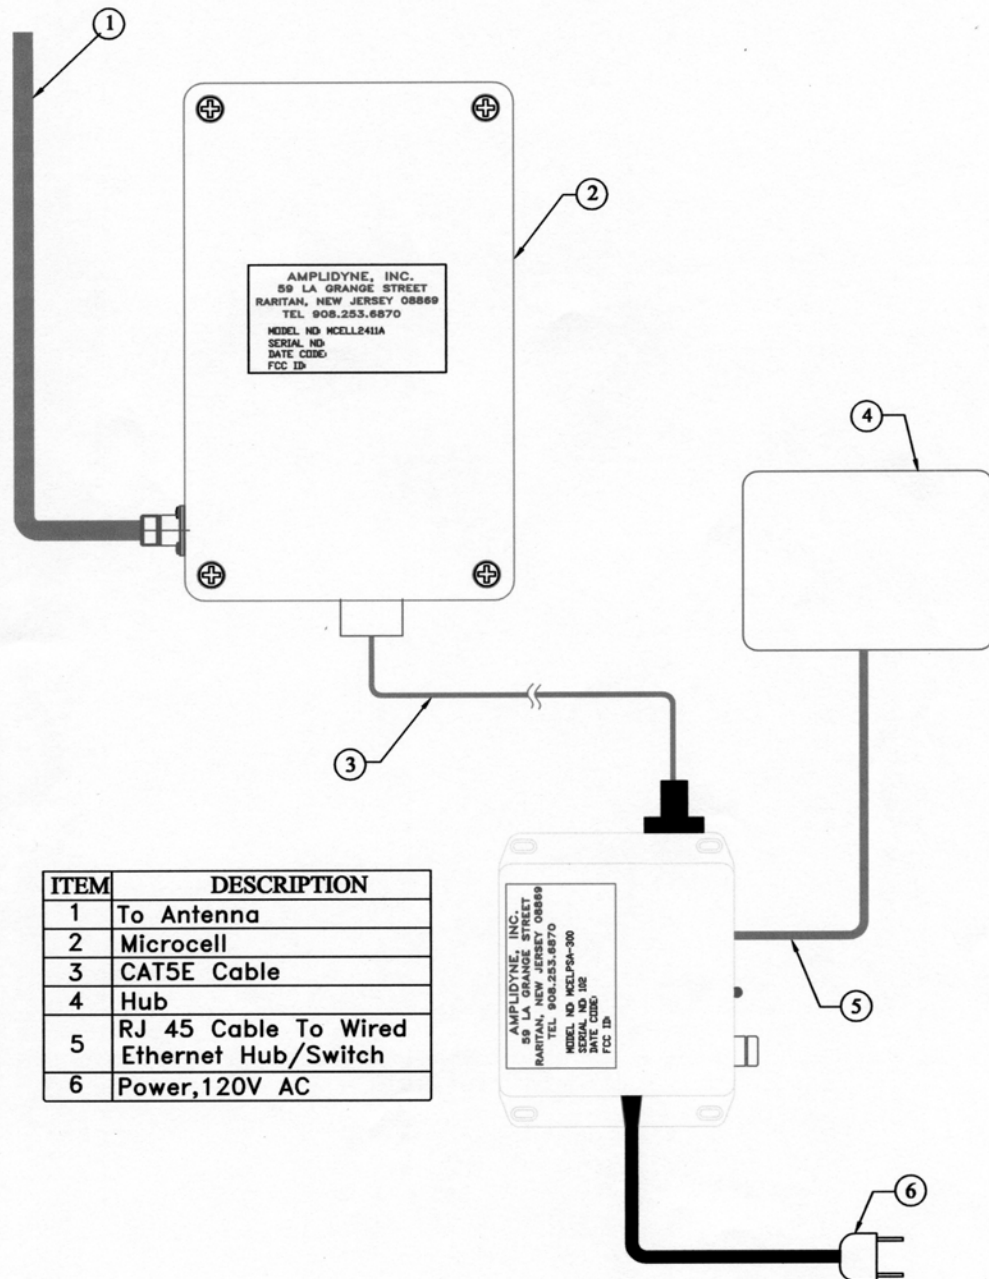 1
2
AMPLIDYNE, INC.
59 LA GRANGE STREET
RARITAN, NEW JERSEY 08869
TEL 908.253.6870
MODEL NO: MCELL2411A
SERIAL NO:
DATE CODE:
FCC ID:
4
3
ITEM DESCRIPTION
1 To Antenna
2 Microcell
3 CAT5E Cable
4 Hub
5 RJ 45 Cable To Wired
Ethernet Hub/Switch
6 Power,120V AC
AMPLIDYNE, INC.
59 LA GRANGE STREET
RARITAN, NEW JERSEY 08869
TEL 908.253.6870
MODEL NO: MCELPSA-300
SERIAL NO: 102
DATE CODE:
FCC ID:
5
6